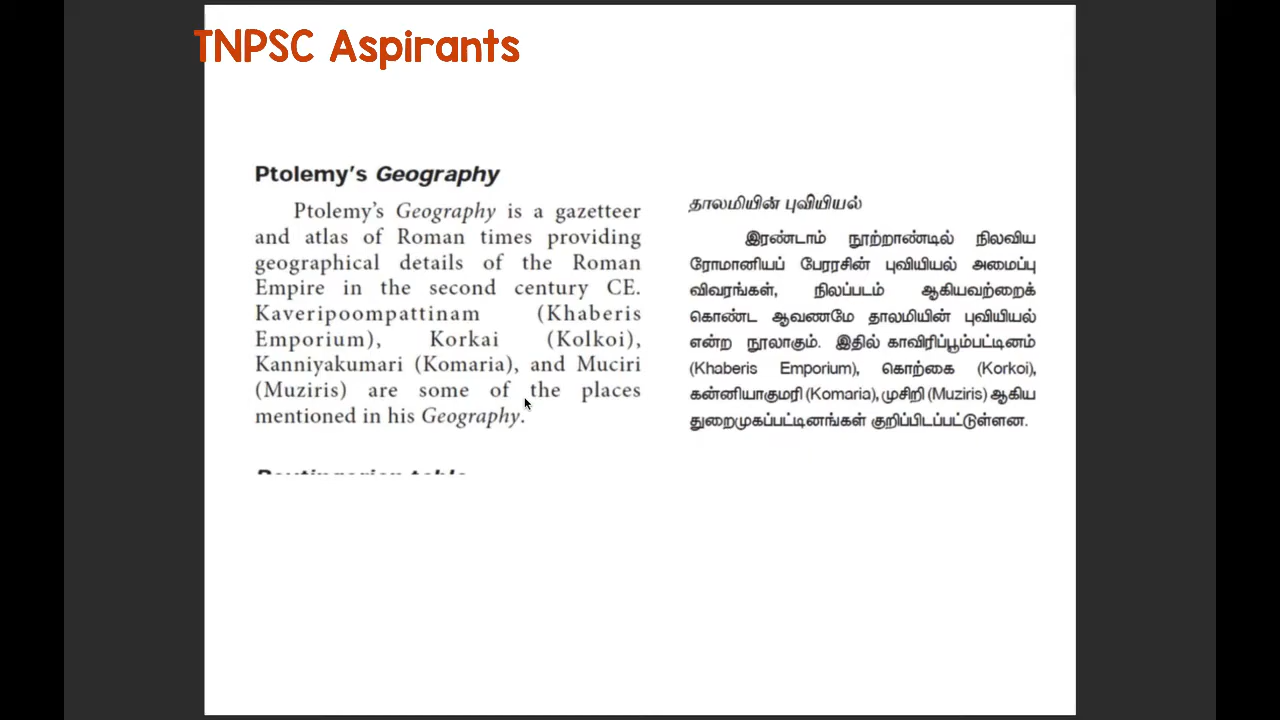 TNPSC Aspirants
Ptolemy's Geography
Ptolemy's Geography is a gazetteer
and atlas of Roman times providing
geographical details of the Roman
Empire in the second century CE.
Kaveripoompattinam (Khaberis
Emporium), Korkai (Kolkoi),
Kanniyakumari (Komaria), and Muciri
(Muziris) are some of the places
mentioned in his Geography.
தாலமியின் புவியியல்
இரண்டாம் நூற்றாண்டில் நிலவிய
ரோமானியப் பேரரசின் புவியியல் அமைப்பு
விவரங்கள், நிலப்படம் ஆகியவற்றைக்
கொண்ட ஆவணமே தாலமியின் புவியியல்
என்ற நூலாகும். இதில் காவிரிப்பூம்பட்டினம்
(Khaberis Emporium), கொற்கை (Korkoi),
கன்னியாகுமரி (Komaria), முசிறி (Muziris) ஆகிய
துறைமுகப்பட்டினங்கள் குறிப்பிடப்பட்டுள்ளன.